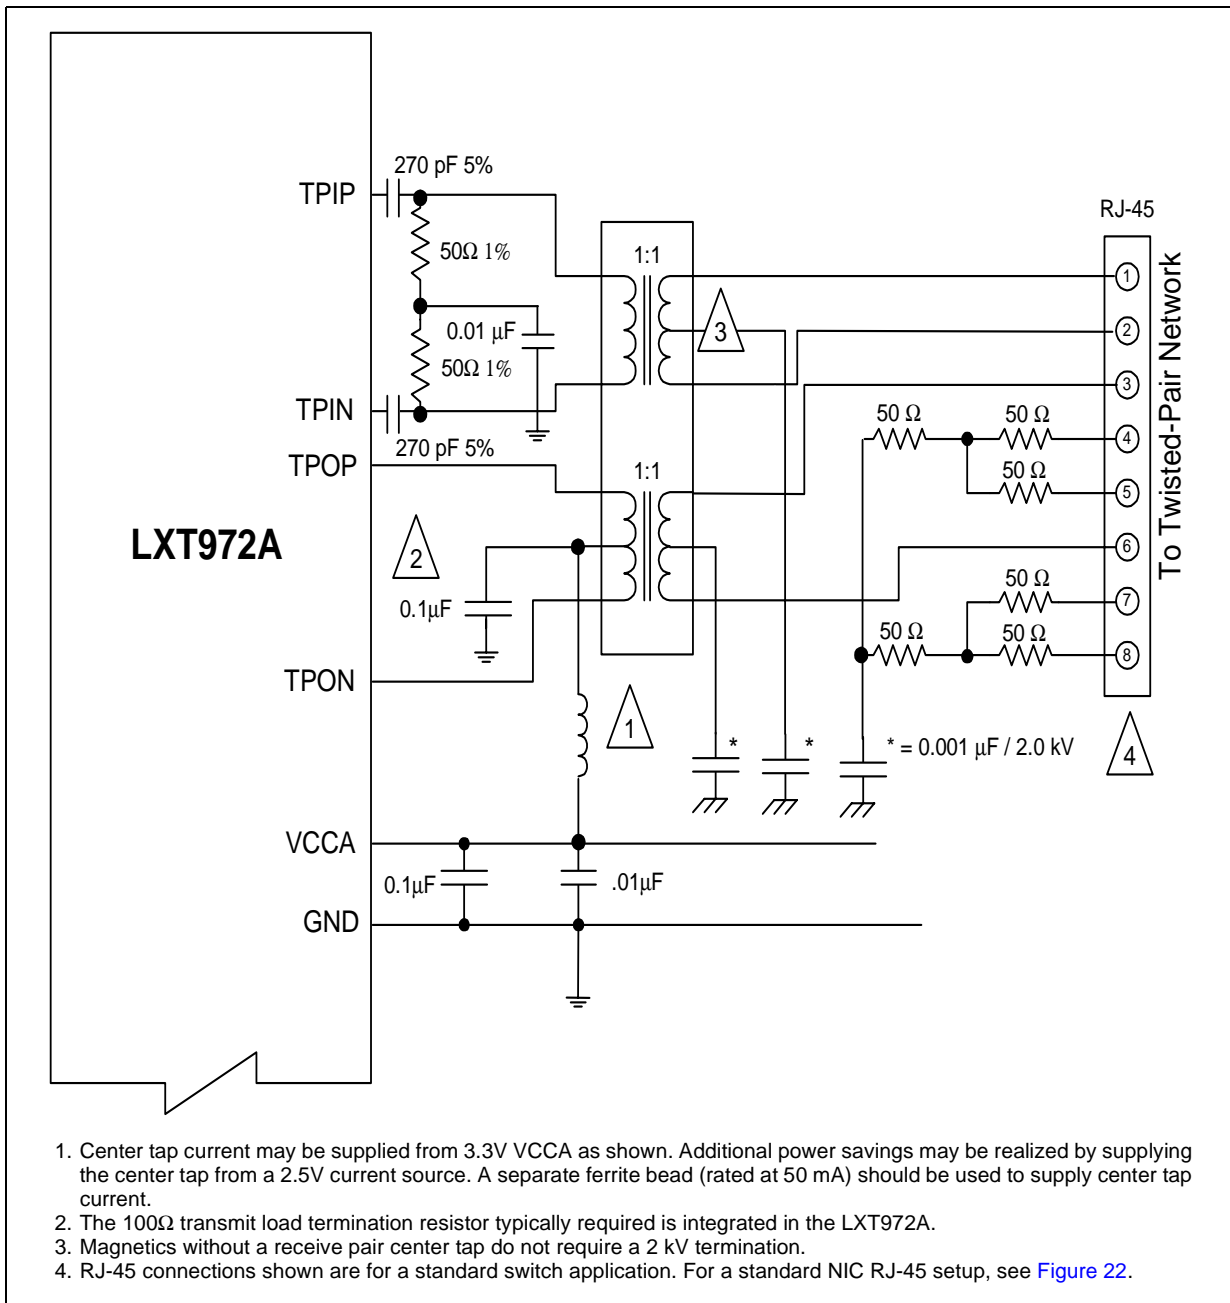 270 pF 5%
TPIP
50Ω 1%
0.01 μF
50Ω 1%
TPIN
270 pF 5%
TPOP
LXT972A
2
0.1μF
TPON
1:1
3
1:1
1
RJ-45
1
2
3
50 Ω
50 Ω
4
50 Ω
5
6
50 Ω
7
50 Ω
50 Ω
8
To Twisted-Pair Network
*
*
* = 0.001 μF / 2.0 kV
4
VCCA
0.1μF
.01μF
GND
1. Center tap current may be supplied from 3.3V VCCA as shown. Additional power savings may be realized by supplying
the center tap from a 2.5V current source. A separate ferrite bead (rated at 50 mA) should be used to supply center tap
current.
2. The 100Ω transmit load termination resistor typically required is integrated in the LXT972A.
3. Magnetics without a receive pair center tap do not require a 2 kV termination.
4. RJ-45 connections shown are for a standard switch application. For a standard NIC RJ-45 setup, see Figure 22.